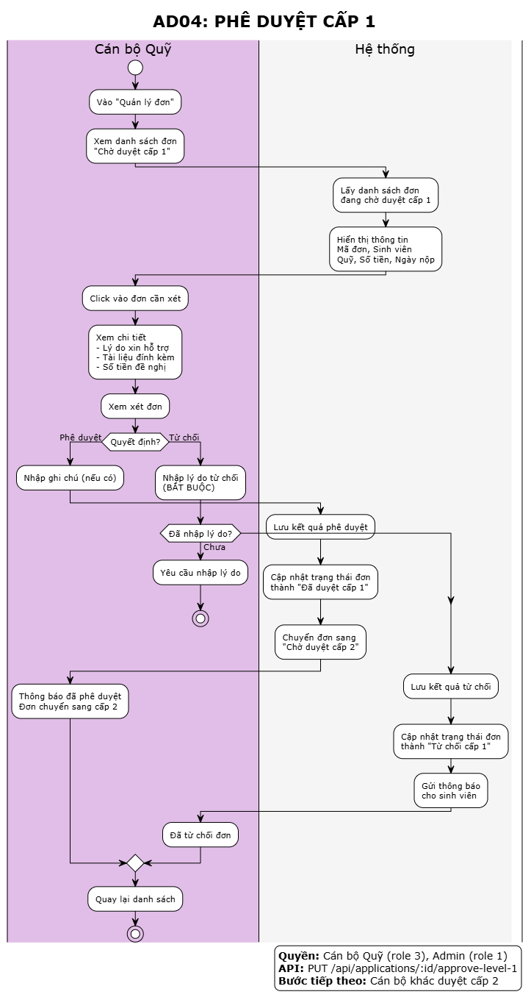 AD04: PHÊ DUYỆT CẤP 1
Cán bộ Quỹ
Hệ thống
Vào "Quản lý đơn"
Xem danh sách đơn
"Chờ duyệt cấp 1"
Lấy danh sách đơn
đang chờ duyệt cấp 1
Hiển thị thông tin
Mã đơn, Sinh viên
Quỹ, Số tiền, Ngày nộp
Click vào đơn cần xét
Xem chi tiết
- Lý do xin hỗ trợ
- Tài liệu đính kèm
- Số tiền đề nghị
Xem xét đơn
Phê duyệt
Quyết định?
Từ chối
Nhập ghi chú (nếu có)
Nhập lý do từ chối
(BẮT BUỘC)
Lưu kết quả phê duyệt
Đã nhập lý do?
Chưa
Yêu cầu nhập lý do
Cập nhật trạng thái đơn
thành "Đã duyệt cấp 1"
Chuyển đơn sang
"Chờ duyệt cấp 2"
Thông báo đã phê duyệt
Đơn chuyển sang cấp 2
Lưu kết quả từ chối
Cập nhật trạng thái đơn
thành "Từ chối cấp 1"
Gửi thông báo
cho sinh viên
Đã từ chối đơn
Quay lại danh sách
Quyền: Cán bộ Quỹ (role 3), Admin (role 1)
API: PUT /api/applications/:id/approve-level-1
Bước tiếp theo: Cán bộ khác duyệt cấp 2